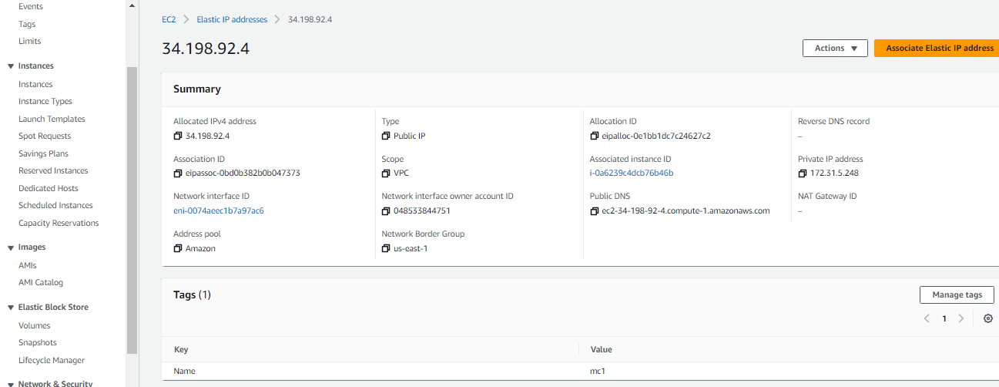 Events
Tags
Limits
Instances
Instances
Instance Types
Launch Templates
Spot Requests
Savings Plans
Reserved Instances
Dedicated Hosts
Scheduled Instances
Capacity Reservations
Images
AMIs
AMI Catalog
Elastic Block Store
Volumes
Snapshots
Lifecycle Manager
Network & Security
EC2 Elastic IP addresses 34.198.92.4
34.198.92.4
Actions
Associate Elastic IP address
Summary
Allocated IPv4 address
34.198.92.4
Type
Public IP
Allocation ID
eipalloc-0e1bb1dc7c24627c2
Reverse DNS record
–
Association ID
eipassoc-0bd0b382b0b047373
Scope
VPC
Associated instance ID
i-0a6239c4dcb76b46b
Private IP address
172.31.5.248
Network interface ID
eni-0074aeec1b7a97ac6
Network interface owner account ID
048533844751
Public DNS
ec2-34-198-92-4.compute-1.amazonaws.com
NAT Gateway ID
–
Address pool
Amazon
Network Border Group
us-east-1
Tags (1)
Manage tags
1
Key Value
Name mc1